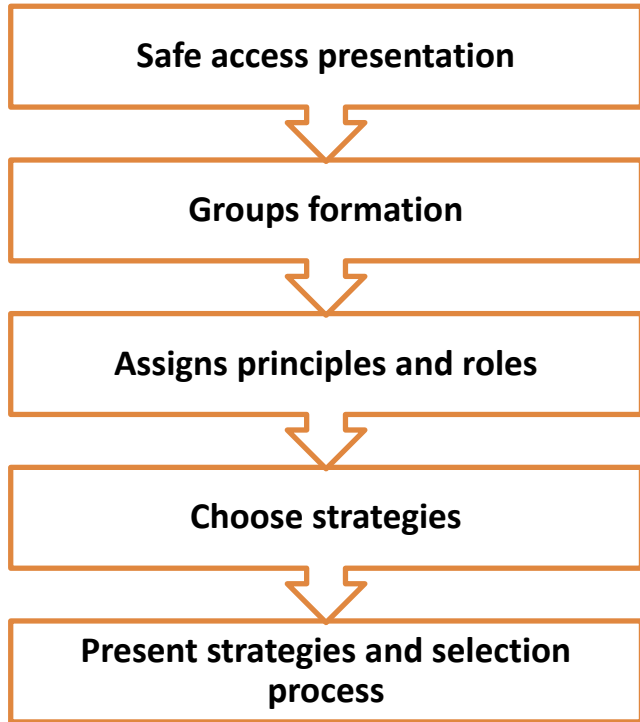 Safe access presentation
Groups formation
Assigns principles and roles
Choose strategies
Present strategies and selection
process